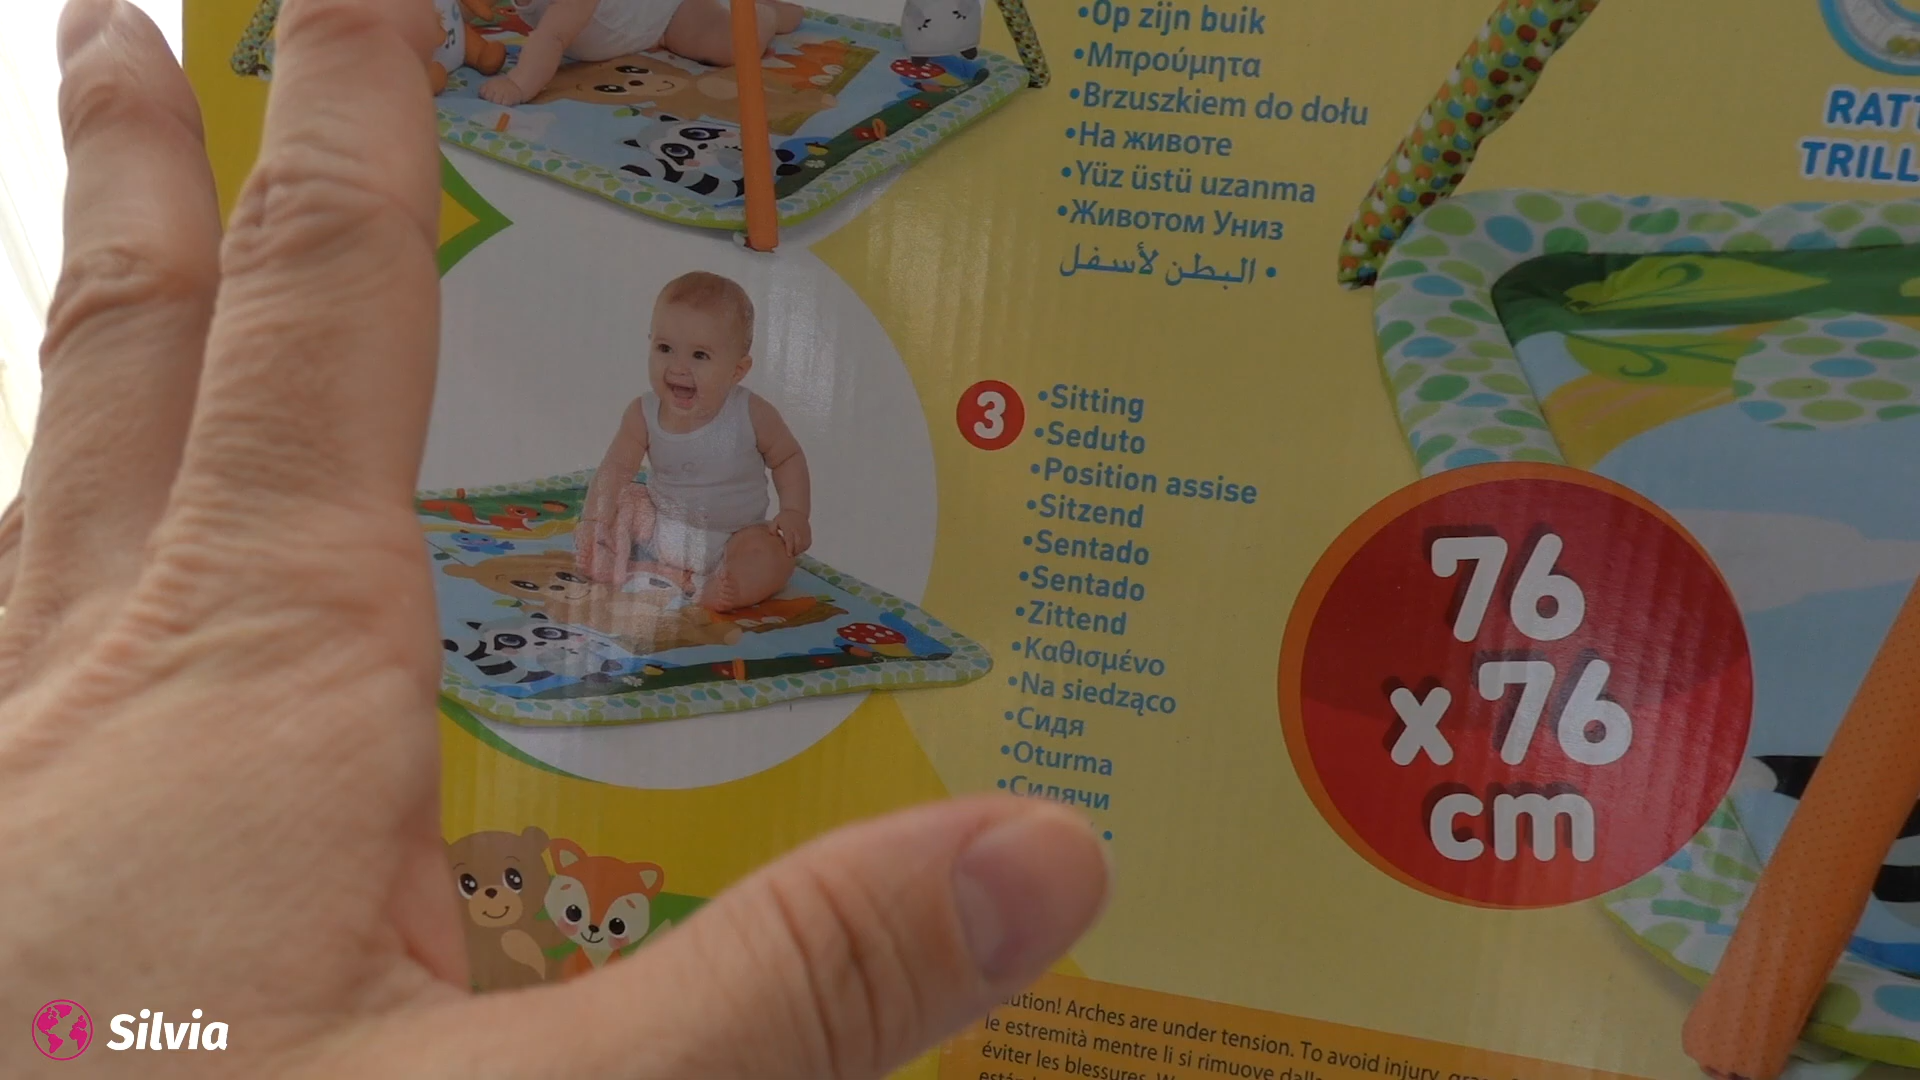 •Op zijn buik
•Μπρούμητα
•Brzuszkiem do dołu
•На животе
•Yüz üstü uzanma
•Животом Униз
• البطن لأسفل
3
•Sitting
•Seduto
•Position assise
•Sitzend
•Sentado
•Sentado
•Zittend
•Καθισμένο
•Na siedząco
•Сидя
•Oturma
•Сидячи
RATT
TRILL
76
x 76
cm
Arches are under tension. To avoid injury,
le estremità mentre li si rimuove
éviter les blessures.
Silvia